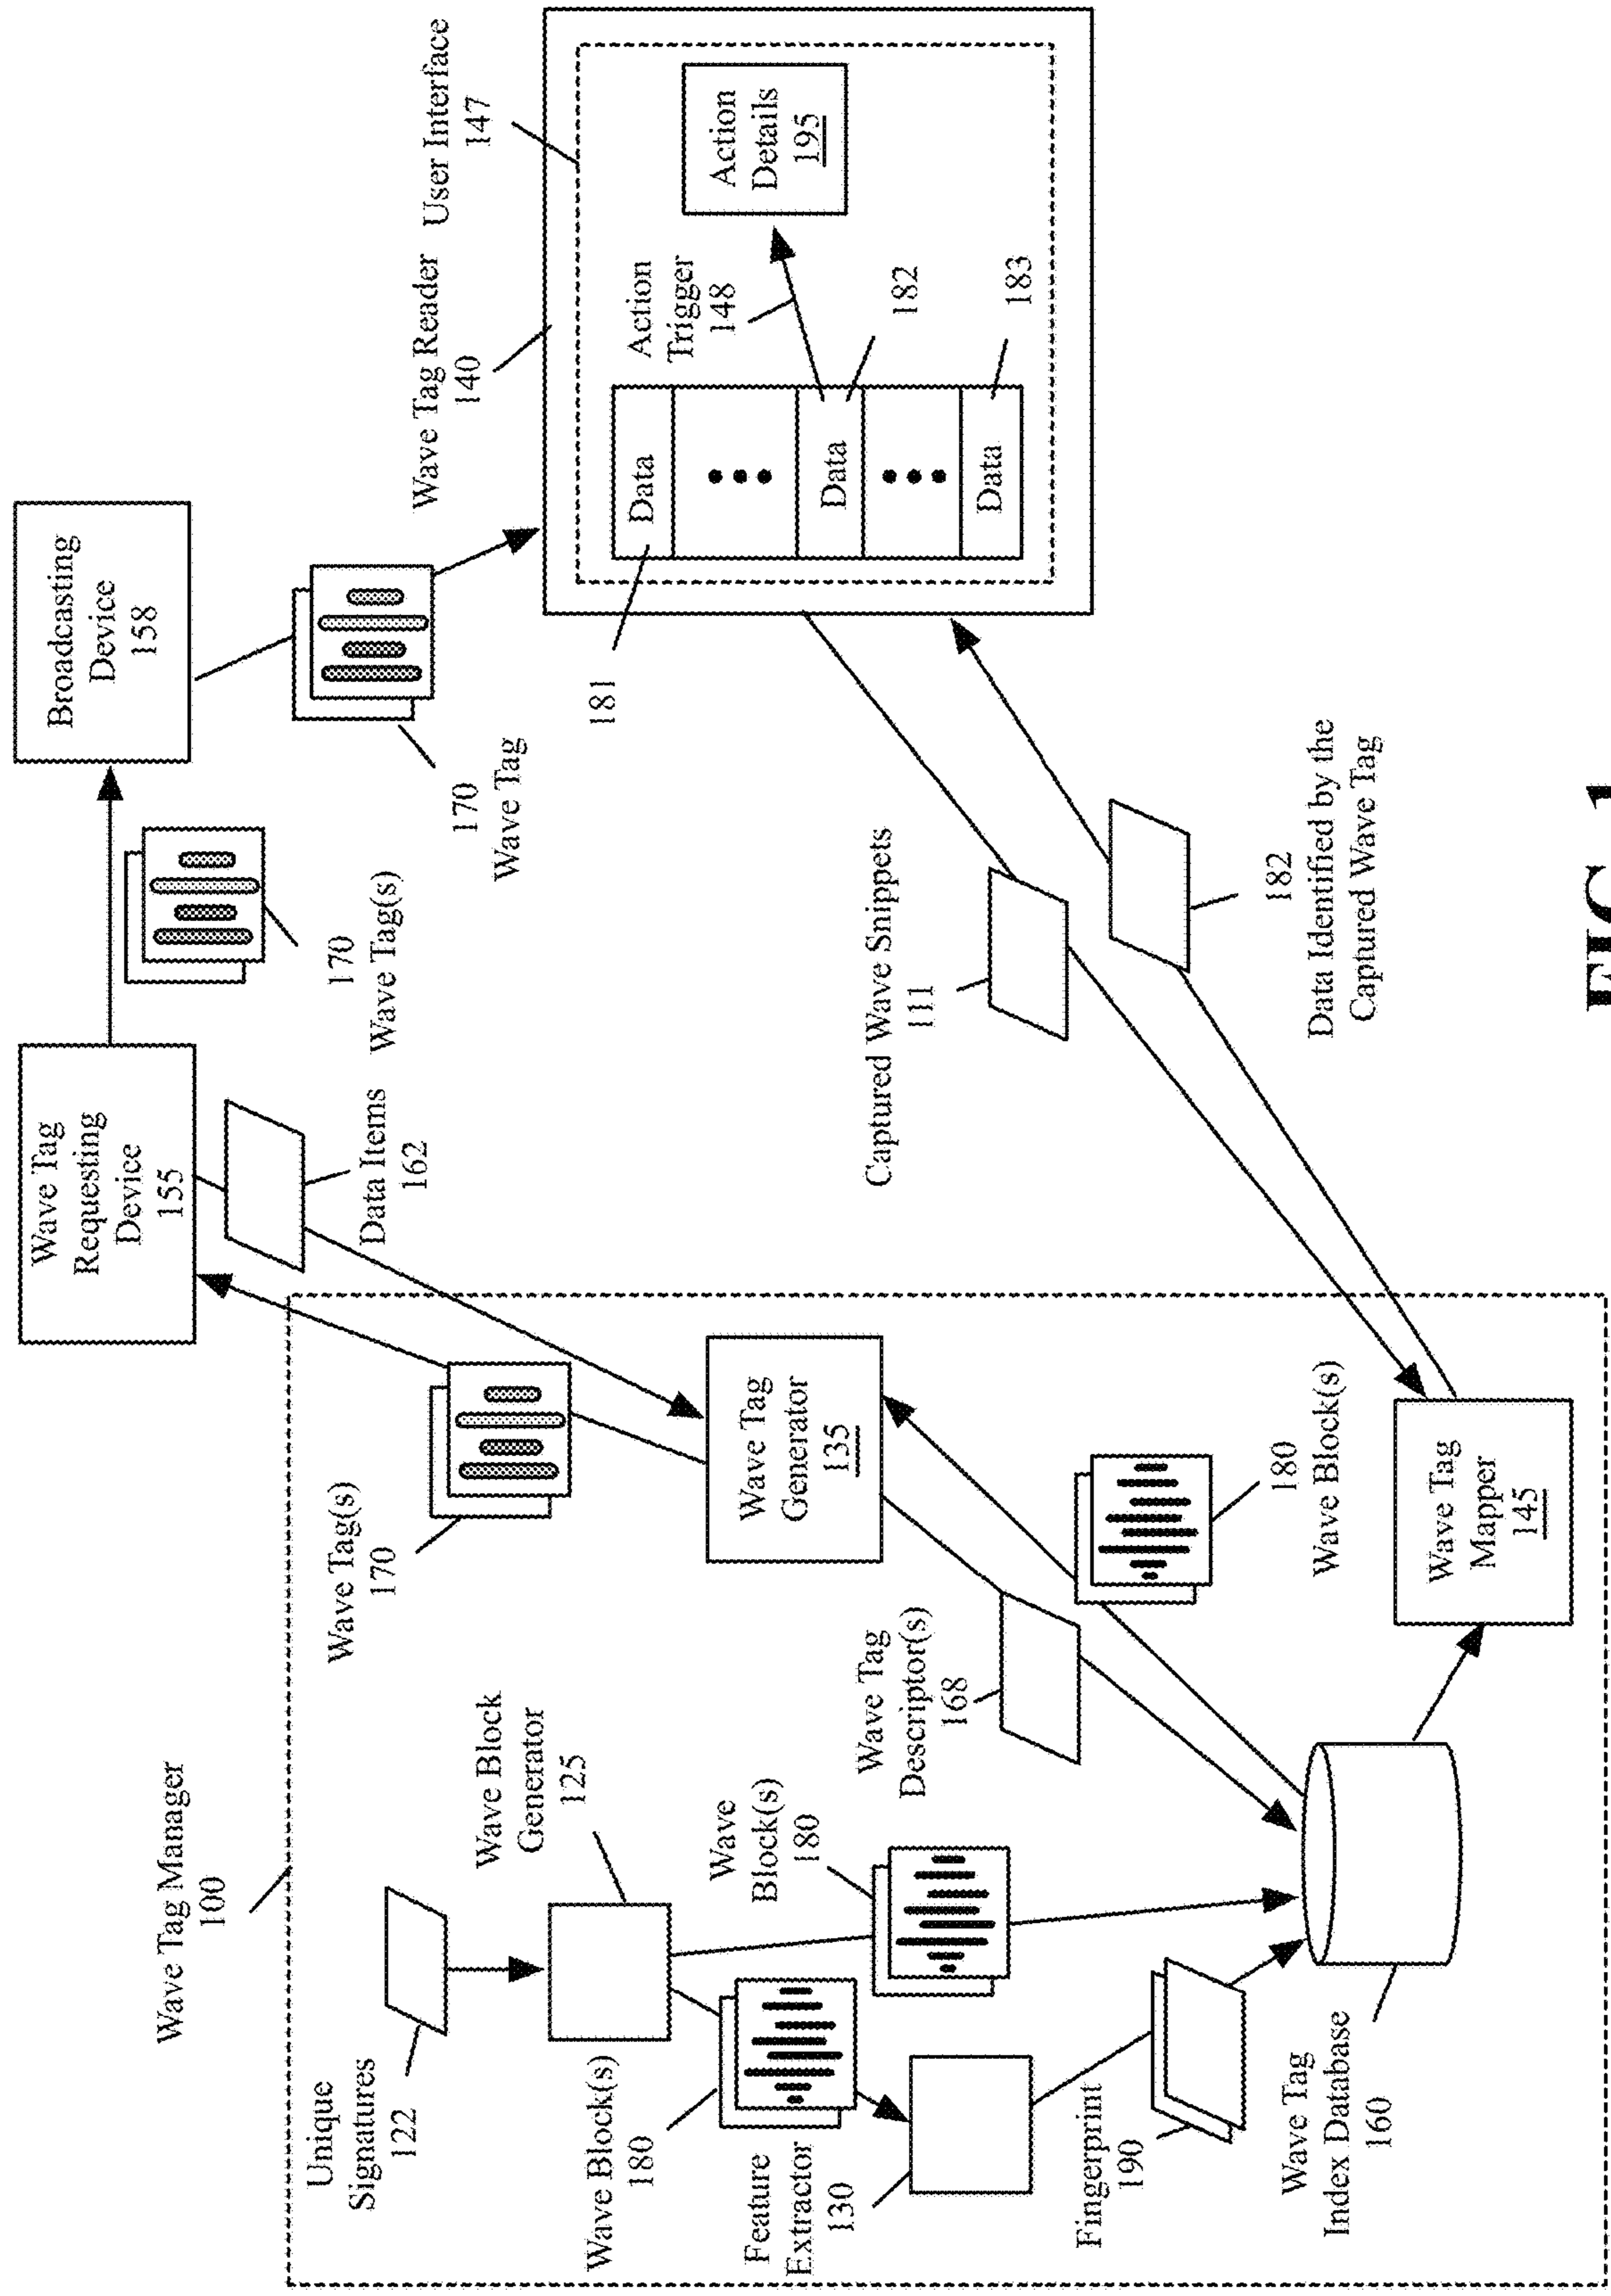 Wave Tag Manager
100
Unique
Signatures
122
Wave Block
Generator
125
Wave Block(s)
180
Wave
Block(s)
180
Feature
Extractor
130
Fingerprint
190
Wave Tag
Index Database
160
Wave Tag(s)
170
Wave Tag
Generator
135
Wave Tag
Descriptor(s)
168
180
Wave Block(s)
Wave Tag
Mapper
145
Wave Tag
Requesting
Device
155
Data Items
162
170
Wave Tag(s)
Broadcasting
Device
158
170
Wave Tag
Captured Wave Snippets
111
182
Data Identified by the
Captured Wave Tag
Wave Tag Reader
140
User Interface
147
Data
181
Data
182
Data
183
Action
Trigger
148
Action
Details
195
FIG. 1